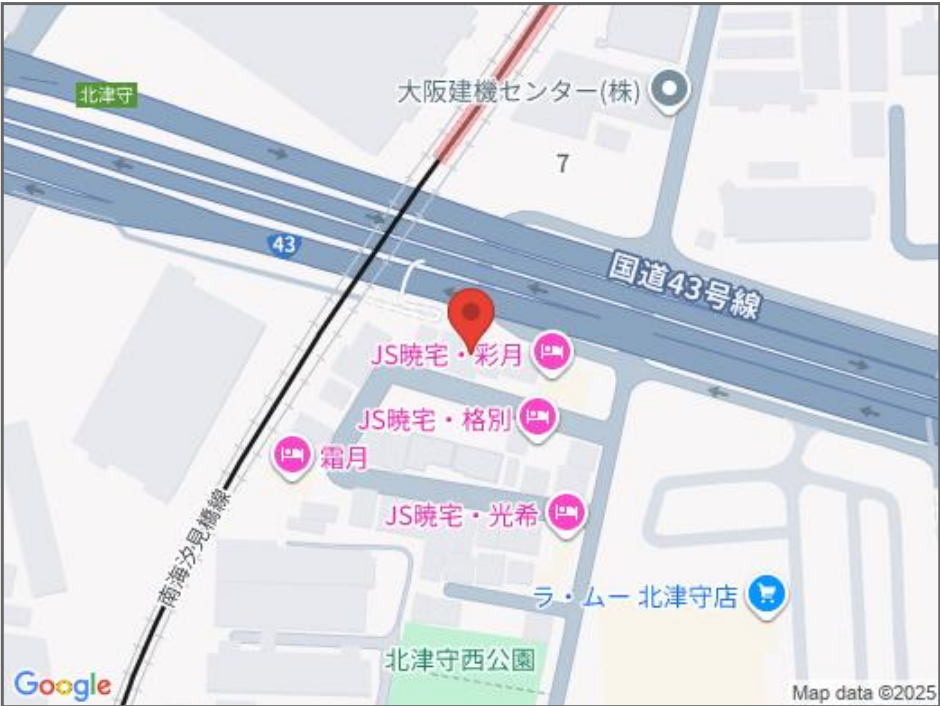 北津守
大阪建機センター(株)
7
43
国道43号線
JS暁宅・彩月
JS暁宅・格別
霜月
JS暁宅・光希
南海汐見橋線
ラ・ムー 北津守店
北津守西公園
Google
Map data ©2025